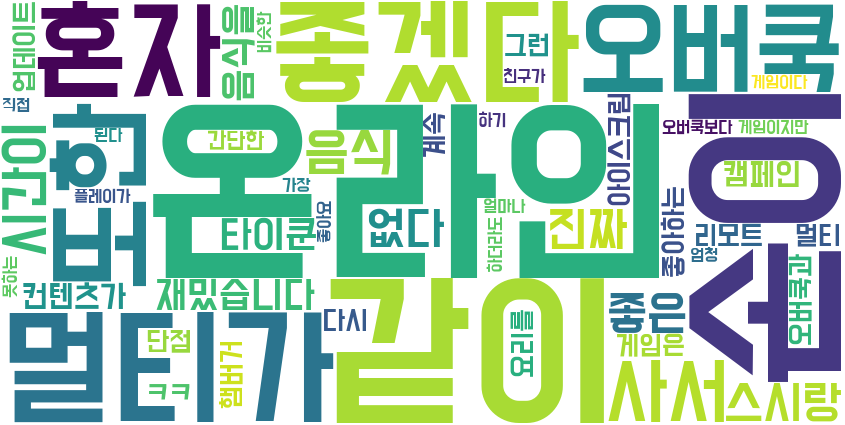 업데이트
혼자
음식을
비슷한
좋겠다
그런
친구가
오버쿡
게임이다
직접
된다
시간이
또한
온라인
간단한
음식
계속
하기
아이스크림
오버쿡보다
게임이지만
캠페인
손이
플레이가
가장
타이쿤
좋아요
없다
얼마나
하더라도
진짜
좋아하는
리모트
멀티
엄청
못하는
컨텐츠가
재밌습니다
다시
같이
요리를
좋은
오버쿡과
멀티가
단점
ㅋㅋ
햄버거
게임은
사서
스시랑